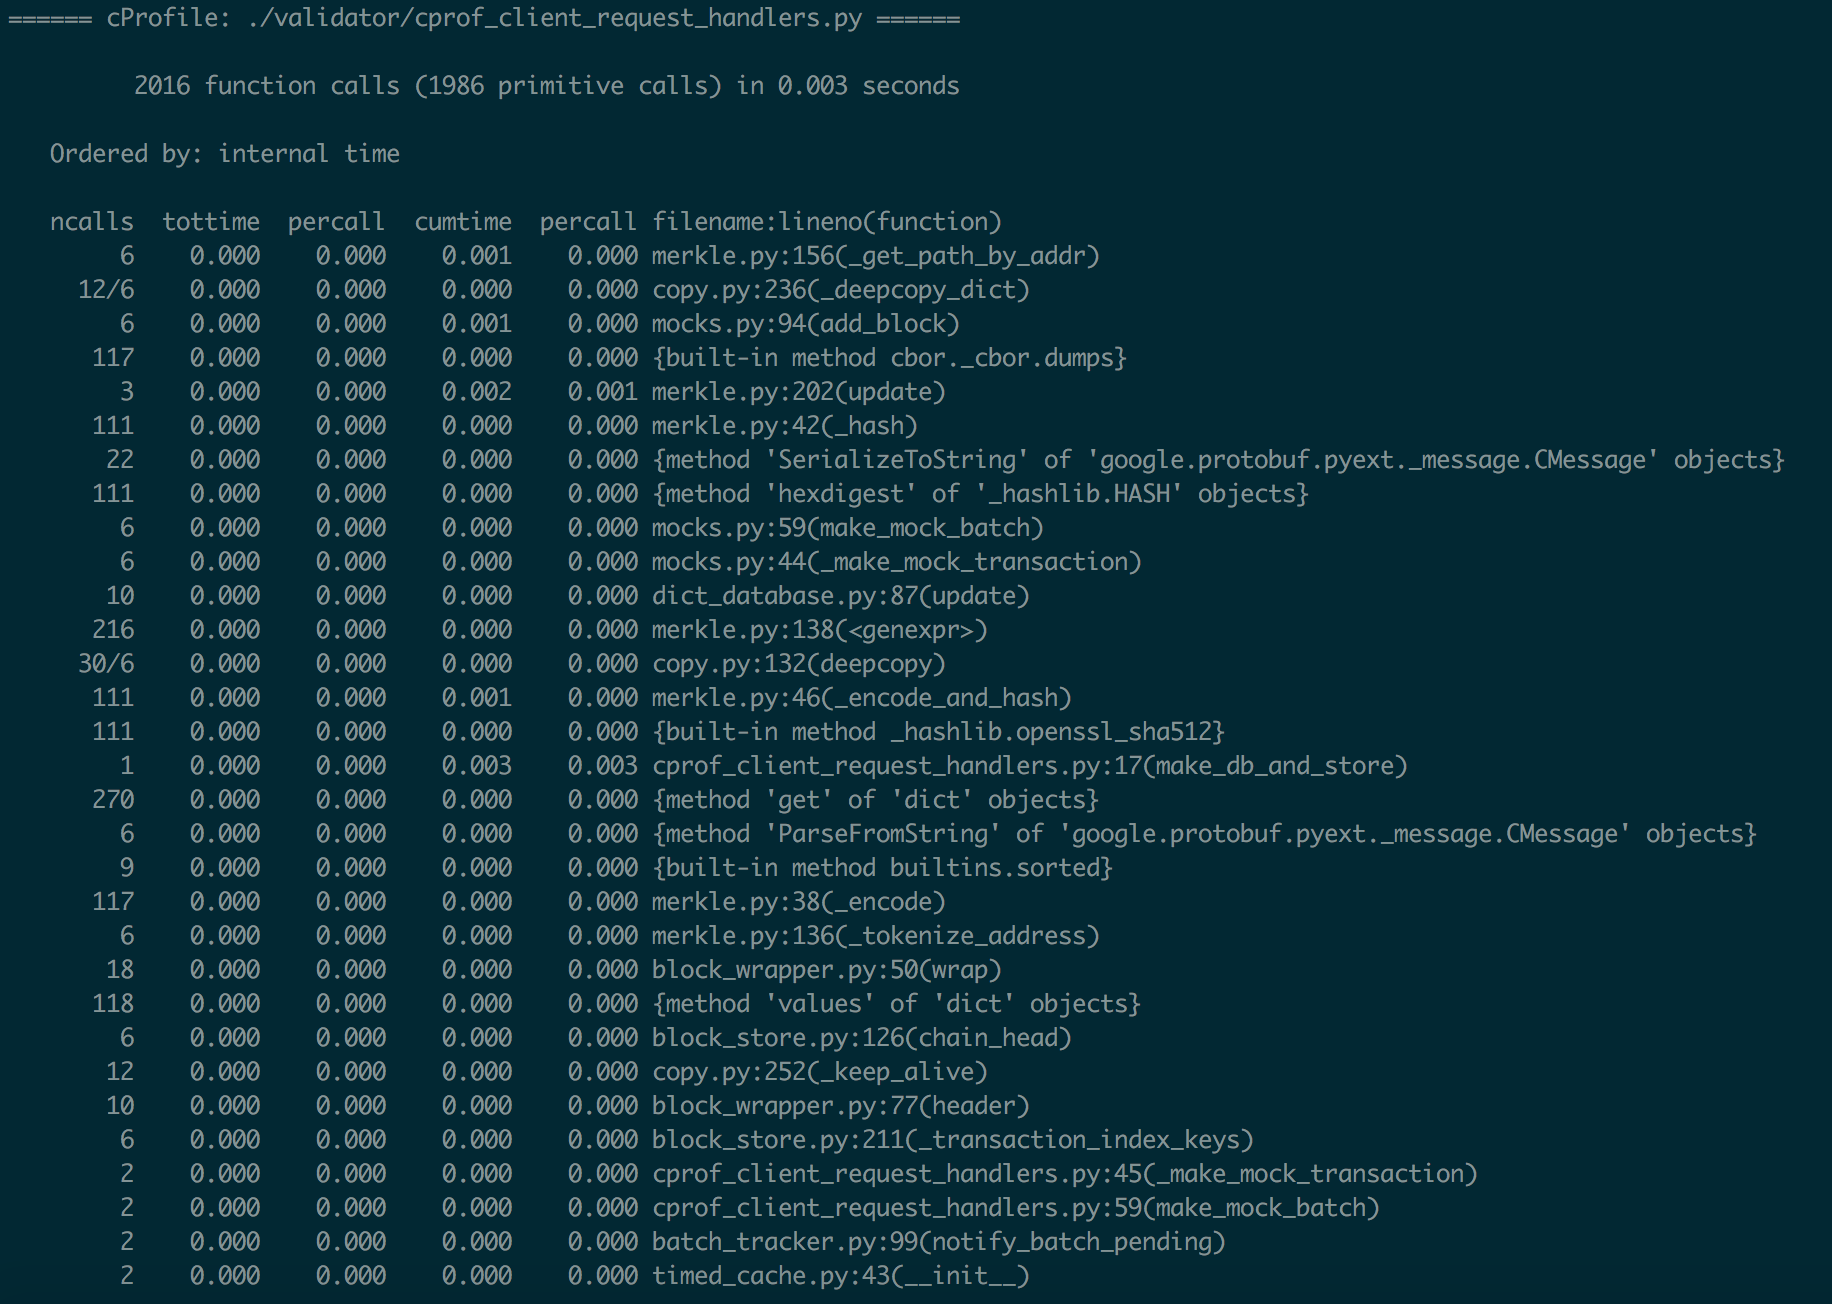 ====== cProfile: ./validator/cprof_client_request_handlers.py ======
2016 function calls (1986 primitive calls) in 0.003 seconds
Ordered by: internal time
ncalls  tottime  percall  cumtime  percall filename:lineno(function)
6    0.000    0.000    0.001    0.000 merkle.py:156(_get_path_by_addr)
12/6    0.000    0.000    0.000    0.000 copy.py:236(_deepcopy_dict)
6    0.000    0.000    0.001    0.000 mocks.py:94(add_block)
117    0.000    0.000    0.000    0.000 {built-in method cbor._cbor.dumps}
3    0.000    0.000    0.002    0.001 merkle.py:202(update)
111    0.000    0.000    0.000    0.000 merkle.py:42(_hash)
22    0.000    0.000    0.000    0.000 {method 'SerializeToString' of 'google.protobuf.pyext._message.CMessage' objects}
111    0.000    0.000    0.000    0.000 {method 'hexdigest' of '_hashlib.HASH' objects}
6    0.000    0.000    0.000    0.000 mocks.py:59(make_mock_batch)
6    0.000    0.000    0.000    0.000 mocks.py:44(_make_mock_transaction)
10    0.000    0.000    0.000    0.000 dict_database.py:87(update)
216    0.000    0.000    0.000    0.000 merkle.py:138(<genexpr>)
30/6    0.000    0.000    0.000    0.000 copy.py:132(deepcopy)
111    0.000    0.000    0.001    0.000 merkle.py:46(_encode_and_hash)
111    0.000    0.000    0.000    0.000 {built-in method _hashlib.openssl_sha512}
1    0.000    0.000    0.003    0.003 cprof_client_request_handlers.py:17(make_db_and_store)
270    0.000    0.000    0.000    0.000 {method 'get' of 'dict' objects}
6    0.000    0.000    0.000    0.000 {method 'ParseFromString' of 'google.protobuf.pyext._message.CMessage' objects}
9    0.000    0.000    0.000    0.000 {built-in method builtins.sorted}
117    0.000    0.000    0.000    0.000 merkle.py:38(_encode)
6    0.000    0.000    0.000    0.000 merkle.py:136(_tokenize_address)
18    0.000    0.000    0.000    0.000 block_wrapper.py:50(wrap)
118    0.000    0.000    0.000    0.000 {method 'values' of 'dict' objects}
6    0.000    0.000    0.000    0.000 block_store.py:126(chain_head)
12    0.000    0.000    0.000    0.000 copy.py:252(_keep_alive)
10    0.000    0.000    0.000    0.000 block_wrapper.py:77(header)
6    0.000    0.000    0.000    0.000 block_store.py:211(_transaction_index_keys)
2    0.000    0.000    0.000    0.000 cprof_client_request_handlers.py:45(_make_mock_transaction)
2    0.000    0.000    0.000    0.000 cprof_client_request_handlers.py:59(make_mock_batch)
2    0.000    0.000    0.000    0.000 batch_tracker.py:99(notify_batch_pending)
2    0.000    0.000    0.000    0.000 timed_cache.py:43(__init__)